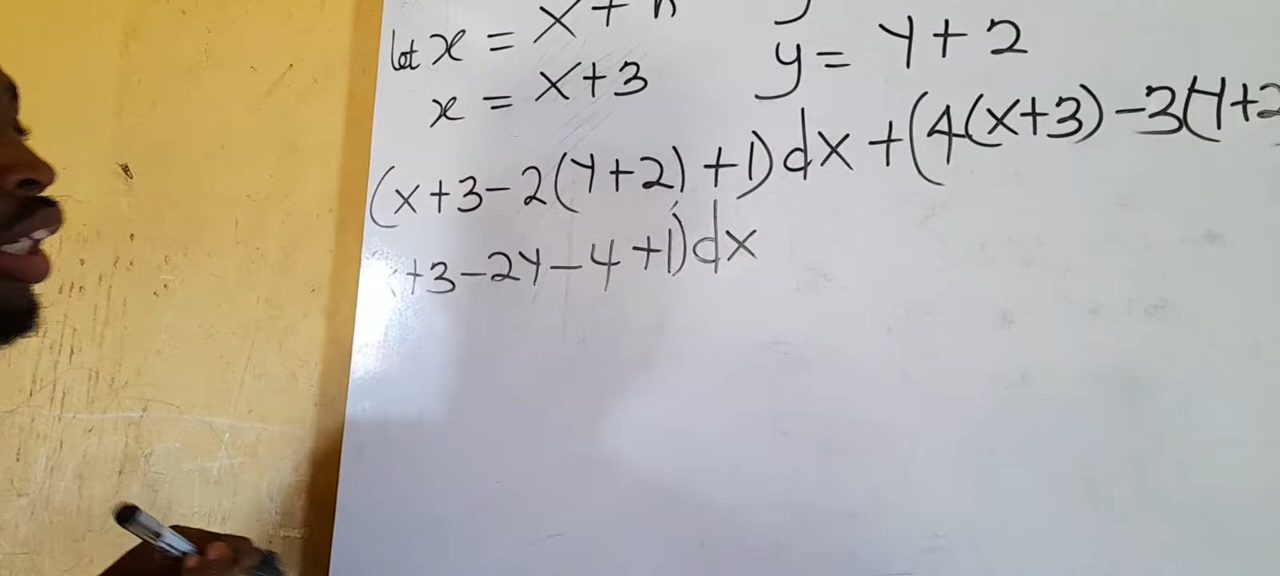 let x = X + h
y = Y + 2
x = X+3
(X+3-2(Y+2)+1)dX+(4(X+3)-3(Y+2
+3-2Y-4+1)dX